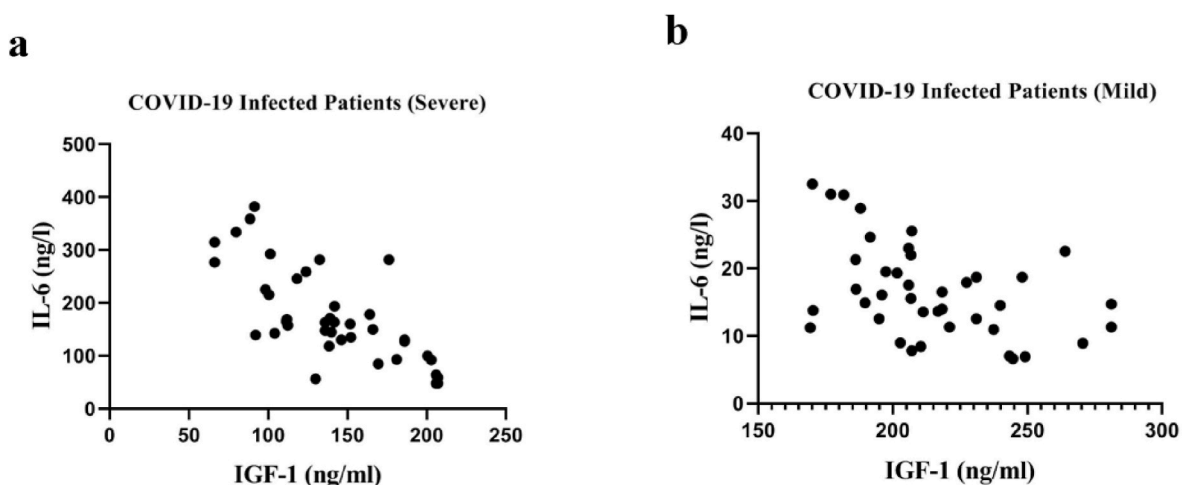 a
COVID-19 Infected Patients (Severe)
500
400
300
200
100
0
IL-6 (ng/l)
0 50 100 150 200 250
IGF-1 (ng/ml)
b
COVID-19 Infected Patients (Mild)
40
30
20
10
0
IL-6 (ng/l)
150 200 250 300
IGF-1 (ng/ml)